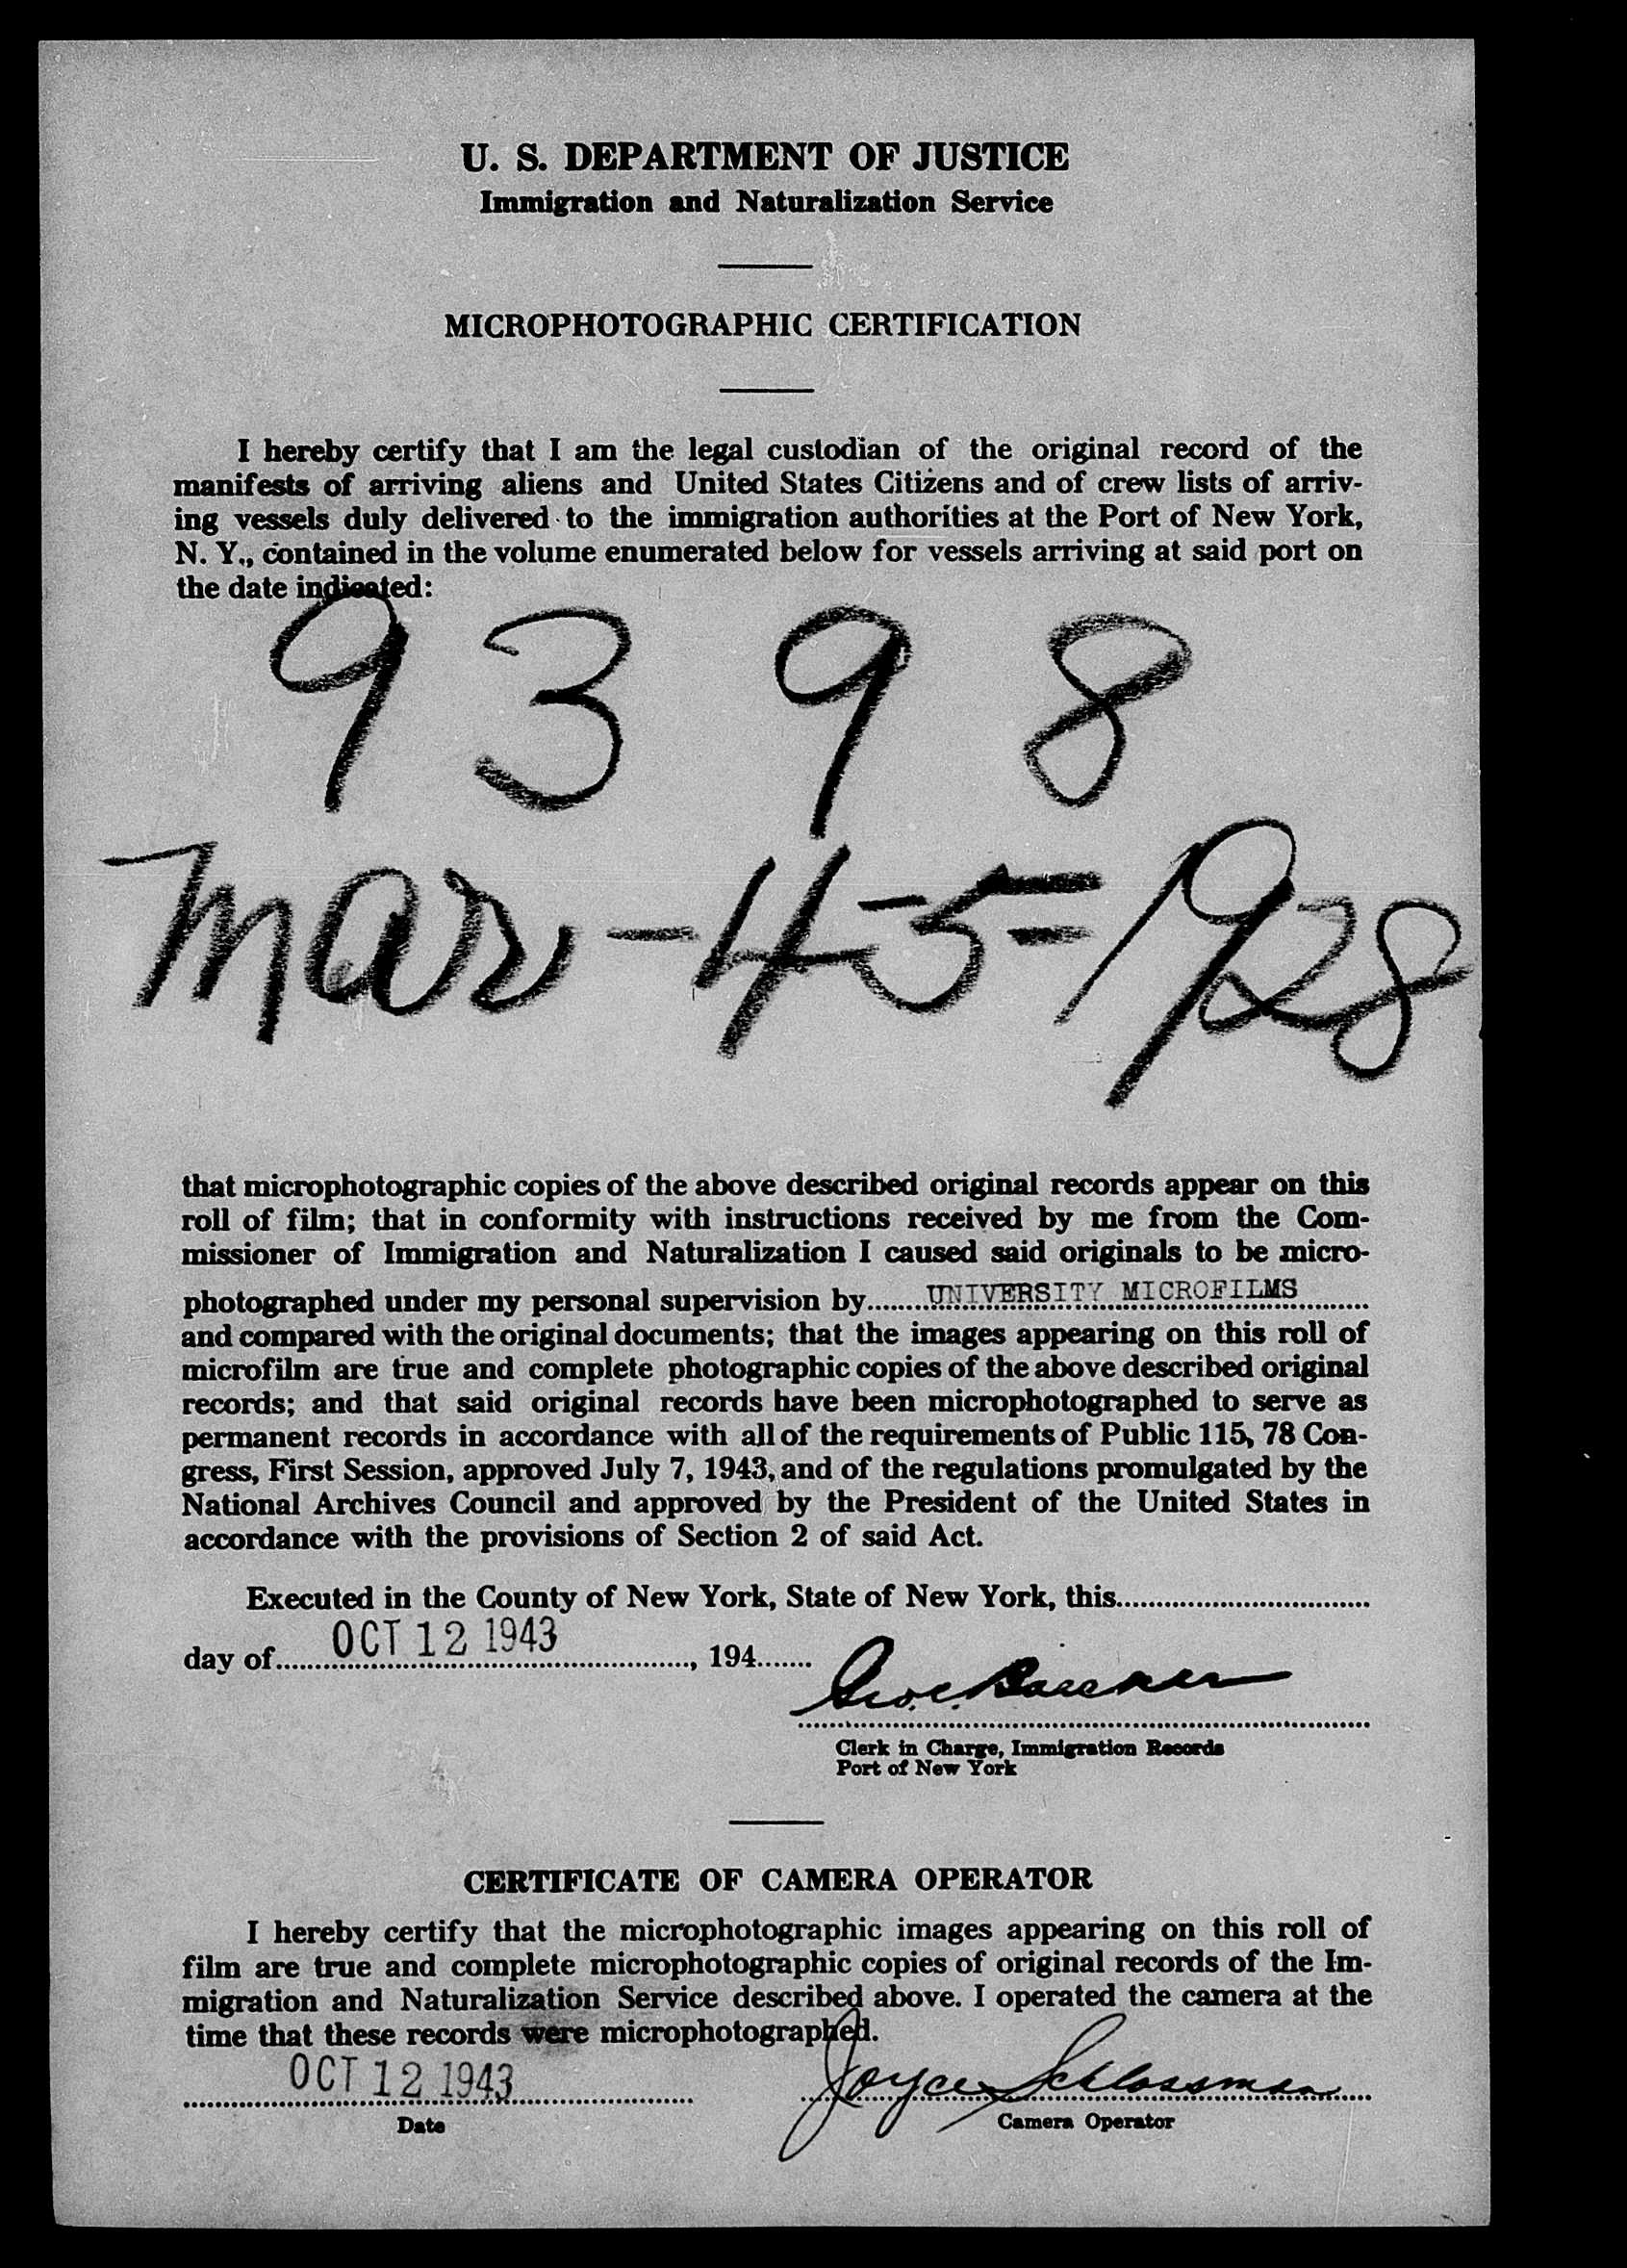 U. S. DEPARTMENT OF JUSTICE
Immigration and Naturalization Service
MICROPHOTOGRAPHIC CERTIFICATION
I hereby certify that I am the legal custodian of the original record of the
manifests of arriving aliens and United States Citizens and of crew lists of arriv-
ing vessels duly delivered to the immigration authorities at the Port of New York,
N. Y., contained in the volume enumerated below for vessels arriving at said port on
the date indicated:
9398
Mar-4-5-1928
that microphotographic copies of the above described original records appear on this
roll of film; that in conformity with instructions received by me from the Com-
missioner of Immigration and Naturalization I caused said originals to be micro-
photographed under my personal supervision by........UNIVERSITY MICROFILMS
and compared with the original documents; that the images appearing on this roll of
microfilm are true and complete photographic copies of the above described original
records; and that said original records have been microphotographed to serve as
permanent records in accordance with all of the requirements of Public 115, 78 Con-
gress, First Session, approved July 7, 1943, and of the regulations promulgated by the
National Archives Council and approved by the President of the United States in
accordance with the provisions of Section 2 of said Act.
Executed in the County of New York, State of New York, this
day of OCT 12 1943, 194
Clerk in Charge, Immigration Records
Port of New York
CERTIFICATE OF CAMERA OPERATOR
I hereby certify that the microphotographic images appearing on this roll of
film are true and complete microphotographic copies of original records of the Im-
migration and Naturalization Service described above. I operated the camera at the
time that these records were microphotographed.
OCT 12 1943 Joyce Schlossman
Date Camera Operator